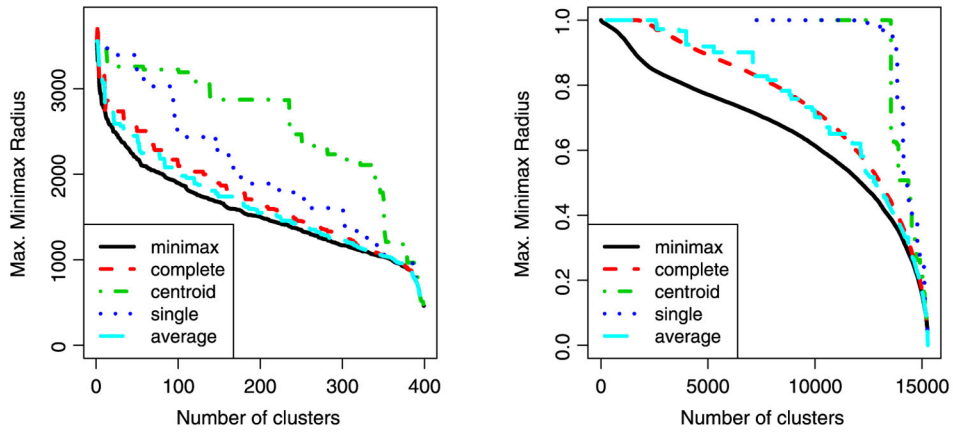 Max. Minimax Radius
3000
2000
1000
0
minimax
complete
centroid
single
average
0 100 200 300 400
Number of clusters
Max. Minimax Radius
1.0
0.8
0.6
0.4
0.2
0.0
minimax
complete
centroid
single
average
0 5000 10000 15000
Number of clusters